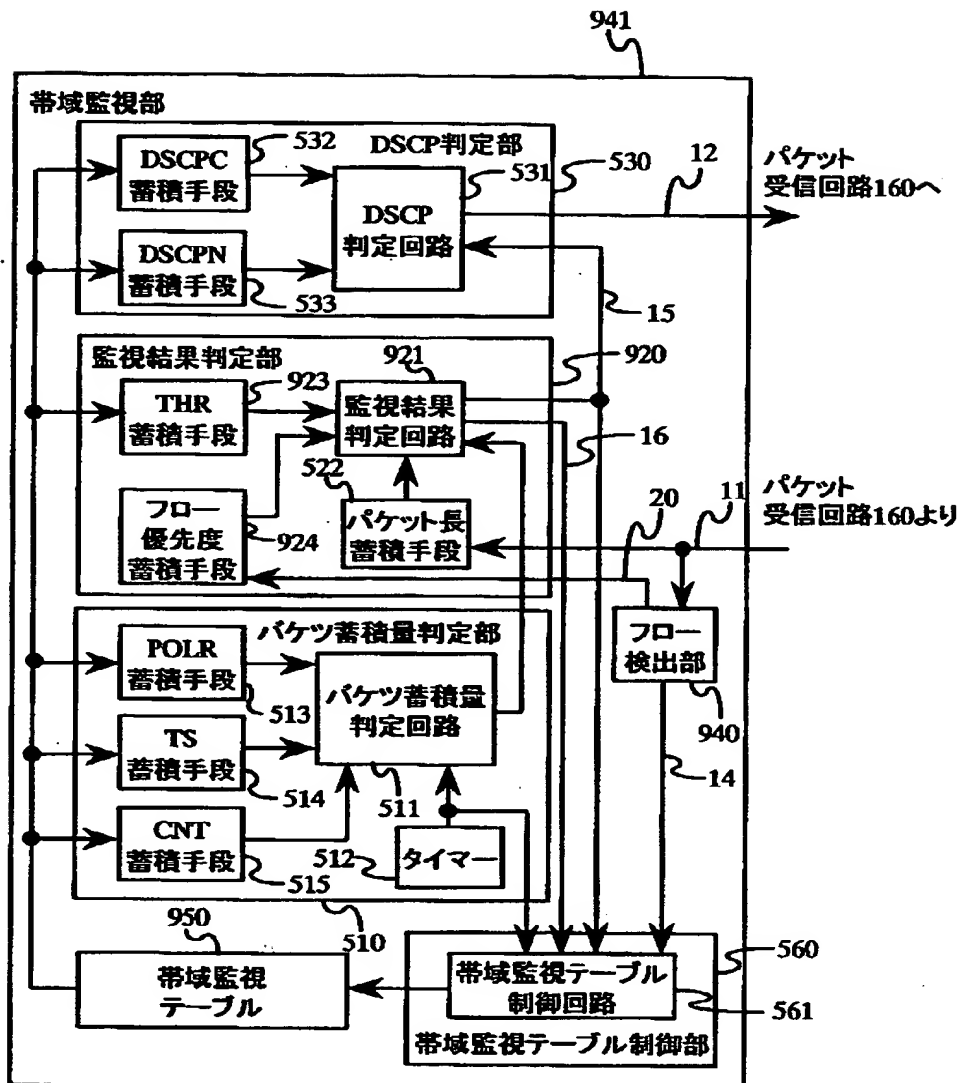 941
帯域監視部
DSCPC
蓄積手段
532
DSCP判定部
531
530
12
パケット
受信回路160へ
DSCP
判定回路
DSCPN
蓄積手段
533
15
監視結果判定部
921
920
923
THR
蓄積手段
監視結果
判定回路
16
522
フロー
優先度
蓄積手段
924
パケット長
蓄積手段
20
11
パケット
受信回路160より
バケツ蓄積量判定部
POLR
蓄積手段
513
バケツ蓄積量
判定回路
フロー
検出部
940
TS
蓄積手段
514
511
14
CNT
蓄積手段
515
512
タイマー
510
950
帯域監視
テーブル
560
帯域監視テーブル
制御回路
561
帯域監視テーブル制御部